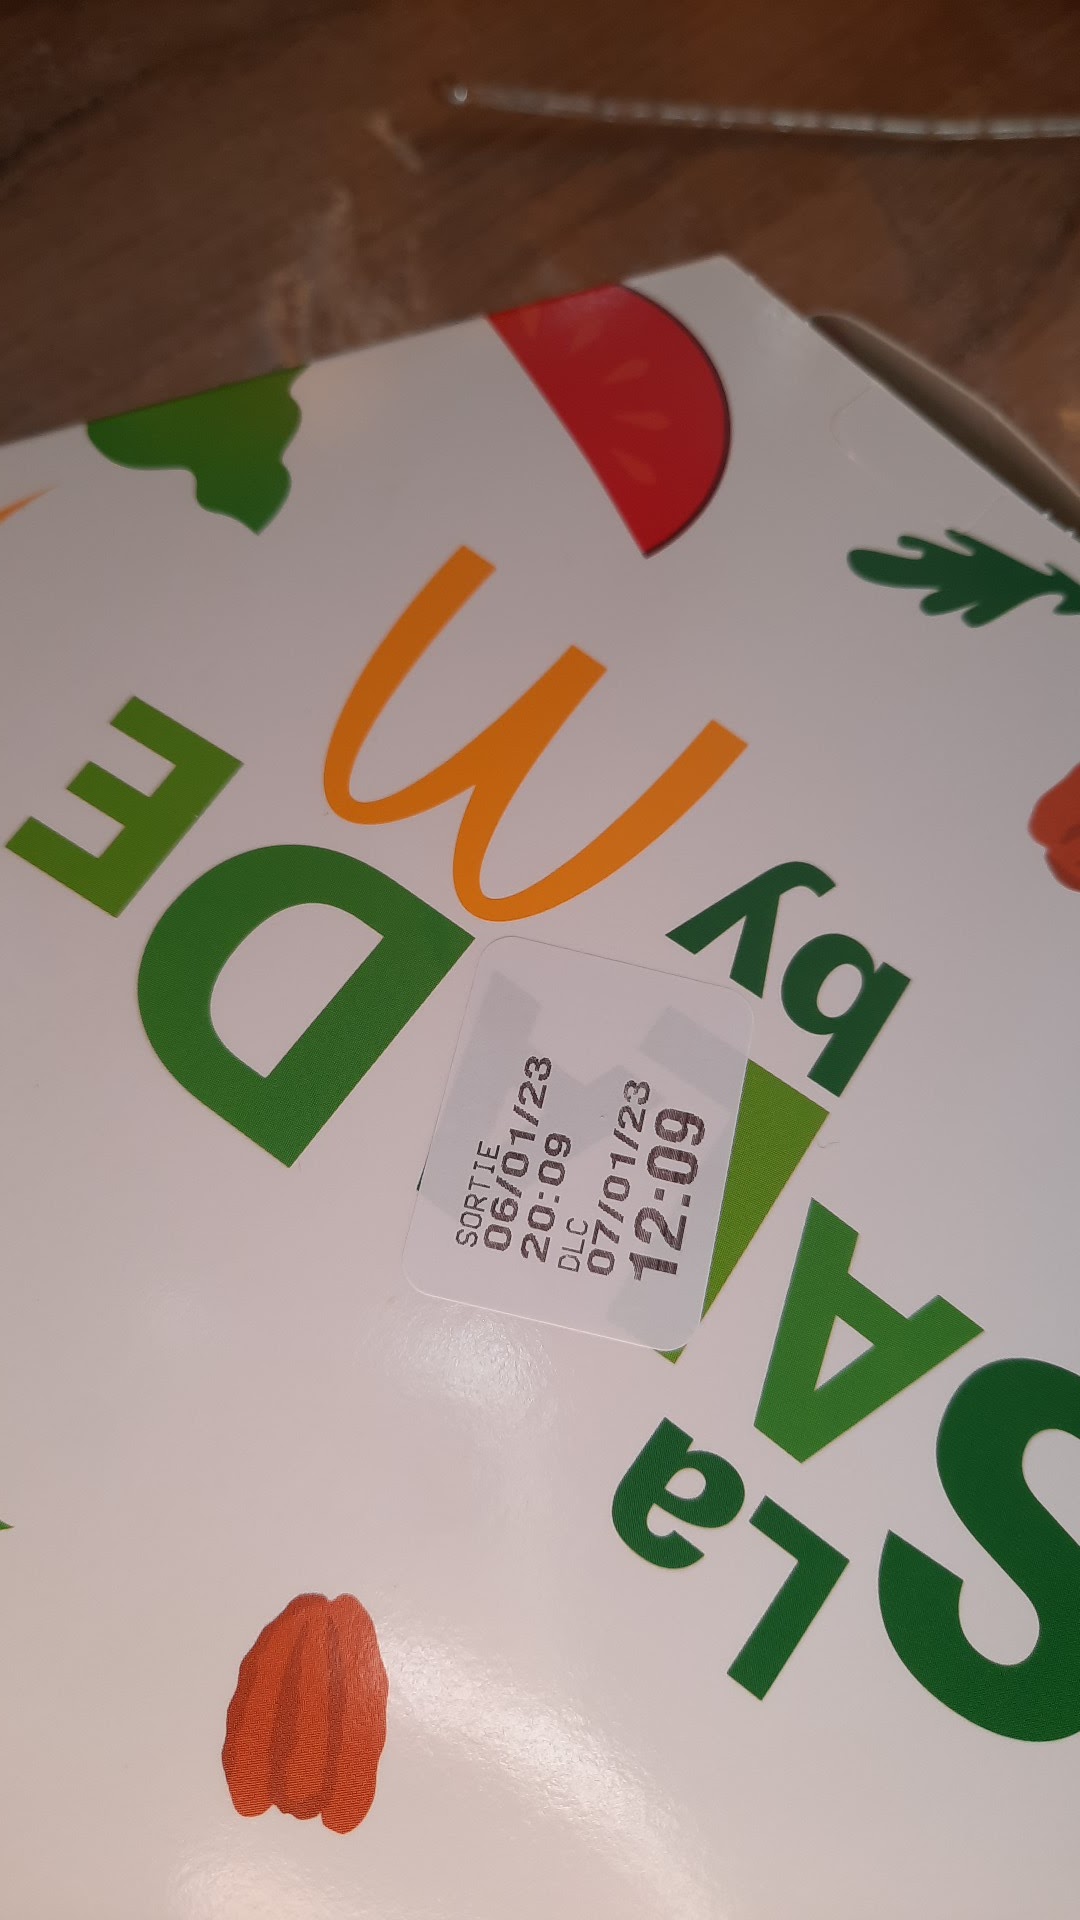 La
SALADE
by M
SORTIE
06/01/23
20:09
DLC
07/01/23
12:09